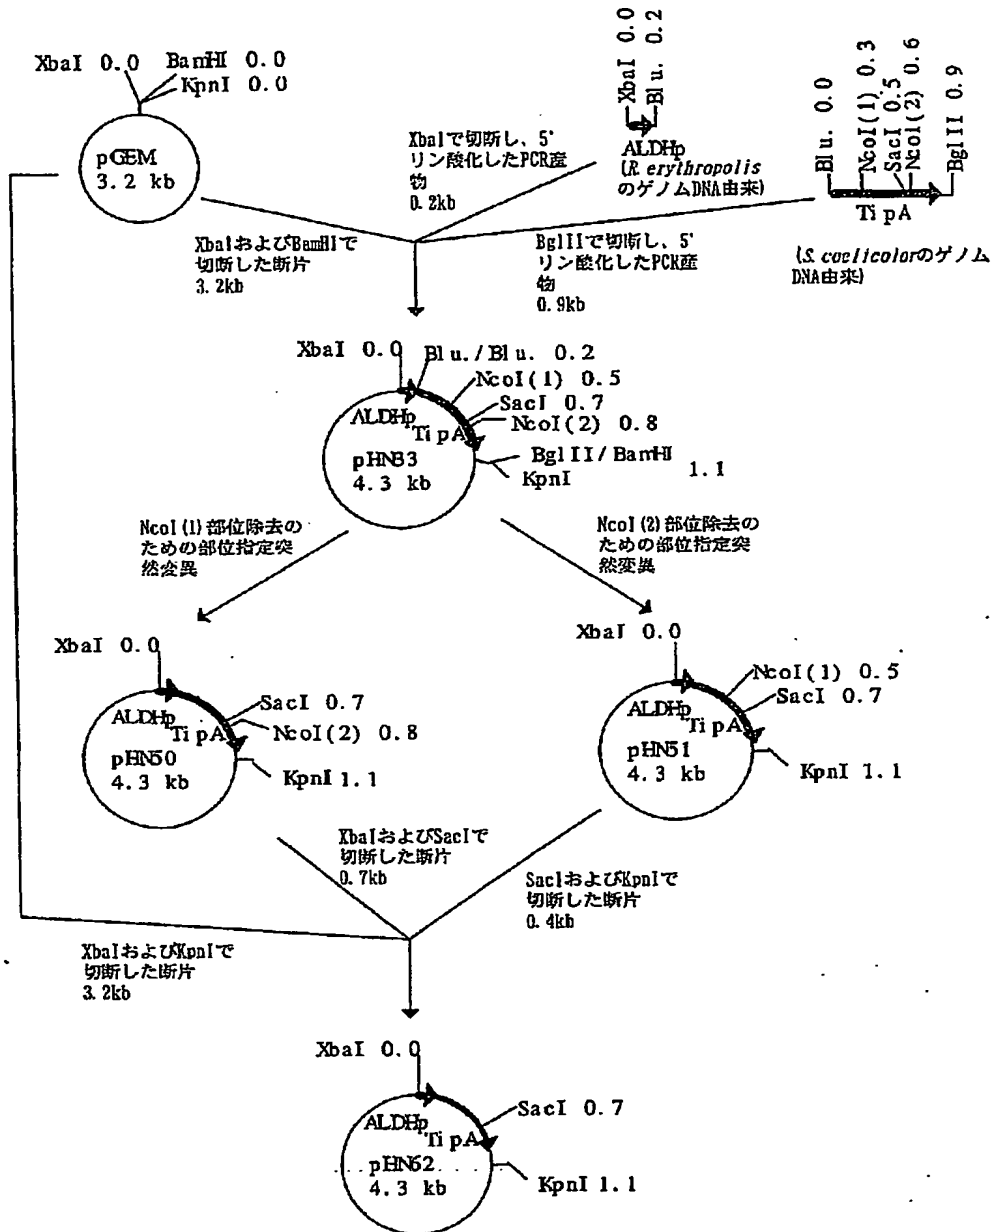 XbaI 0.0
BamHI 0.0
KpnI 0.0
pGEM
3.2 kb
XbaI 0.0
Blu. 0.2
ALDHp
(R. erythropolis
のゲノムDNA由来)
Blu. 0.0
NcoI(1) 0.3
SacI 0.5
NcoI(2) 0.6
BglII 0.9
TipA
(S. coelicolorのゲノム
DNA由来)
XbaIで切断し、5'
リン酸化したPCR産
物
0.2kb
XbaIおよびBamHIで
切断した断片
3.2kb
BglIIで切断し、5'
リン酸化したPCR産
物
0.9kb
XbaI 0.0
Blu./Blu. 0.2
NcoI(1) 0.5
SacI 0.7
NcoI(2) 0.8
BglII/BamHI
KpnI
1.1
ALDHp
TipA
pHN33
4.3 kb
NcoI(1)部位除去の
ための部位指定突
然変異
NcoI(2)部位除去の
ための部位指定突
然変異
XbaI 0.0
SacI 0.7
NcoI(2) 0.8
KpnI 1.1
ALDHp
TipA
pHN50
4.3 kb
XbaI 0.0
NcoI(1) 0.5
SacI 0.7
KpnI 1.1
ALDHp
TipA
pHN51
4.3 kb
XbaIおよびSacIで
切断した断片
0.7kb
SacIおよびKpnIで
切断した断片
0.4kb
XbaIおよびKpnIで
切断した断片
3.2kb
XbaI 0.0
SacI 0.7
KpnI 1.1
ALDHp
TipA
pHN62
4.3 kb